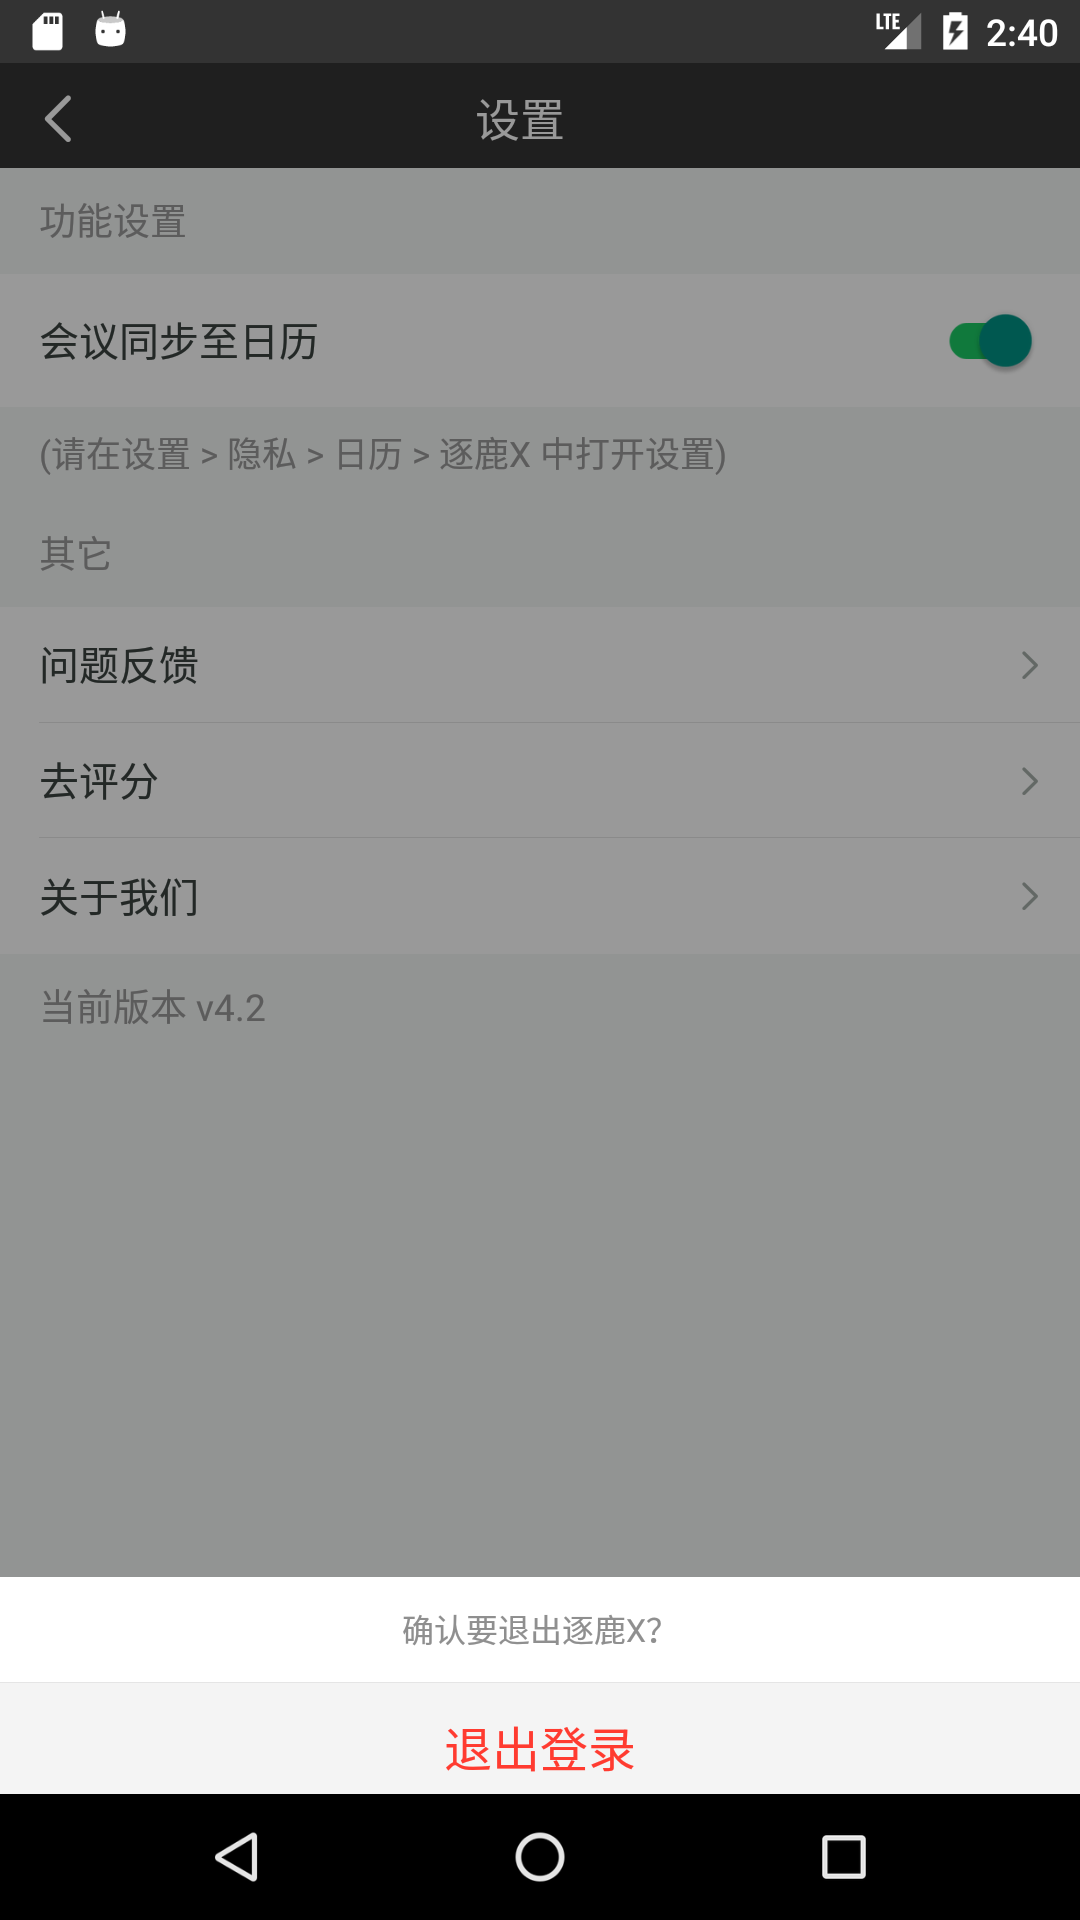 LTE 2:40
设置
功能设置
会议同步至日历
(请在设置 > 隐私 > 日历 > 逐鹿X 中打开设置)
其它
问题反馈
去评分
关于我们
当前版本 v4.2
确认要退出逐鹿X?
退出登录